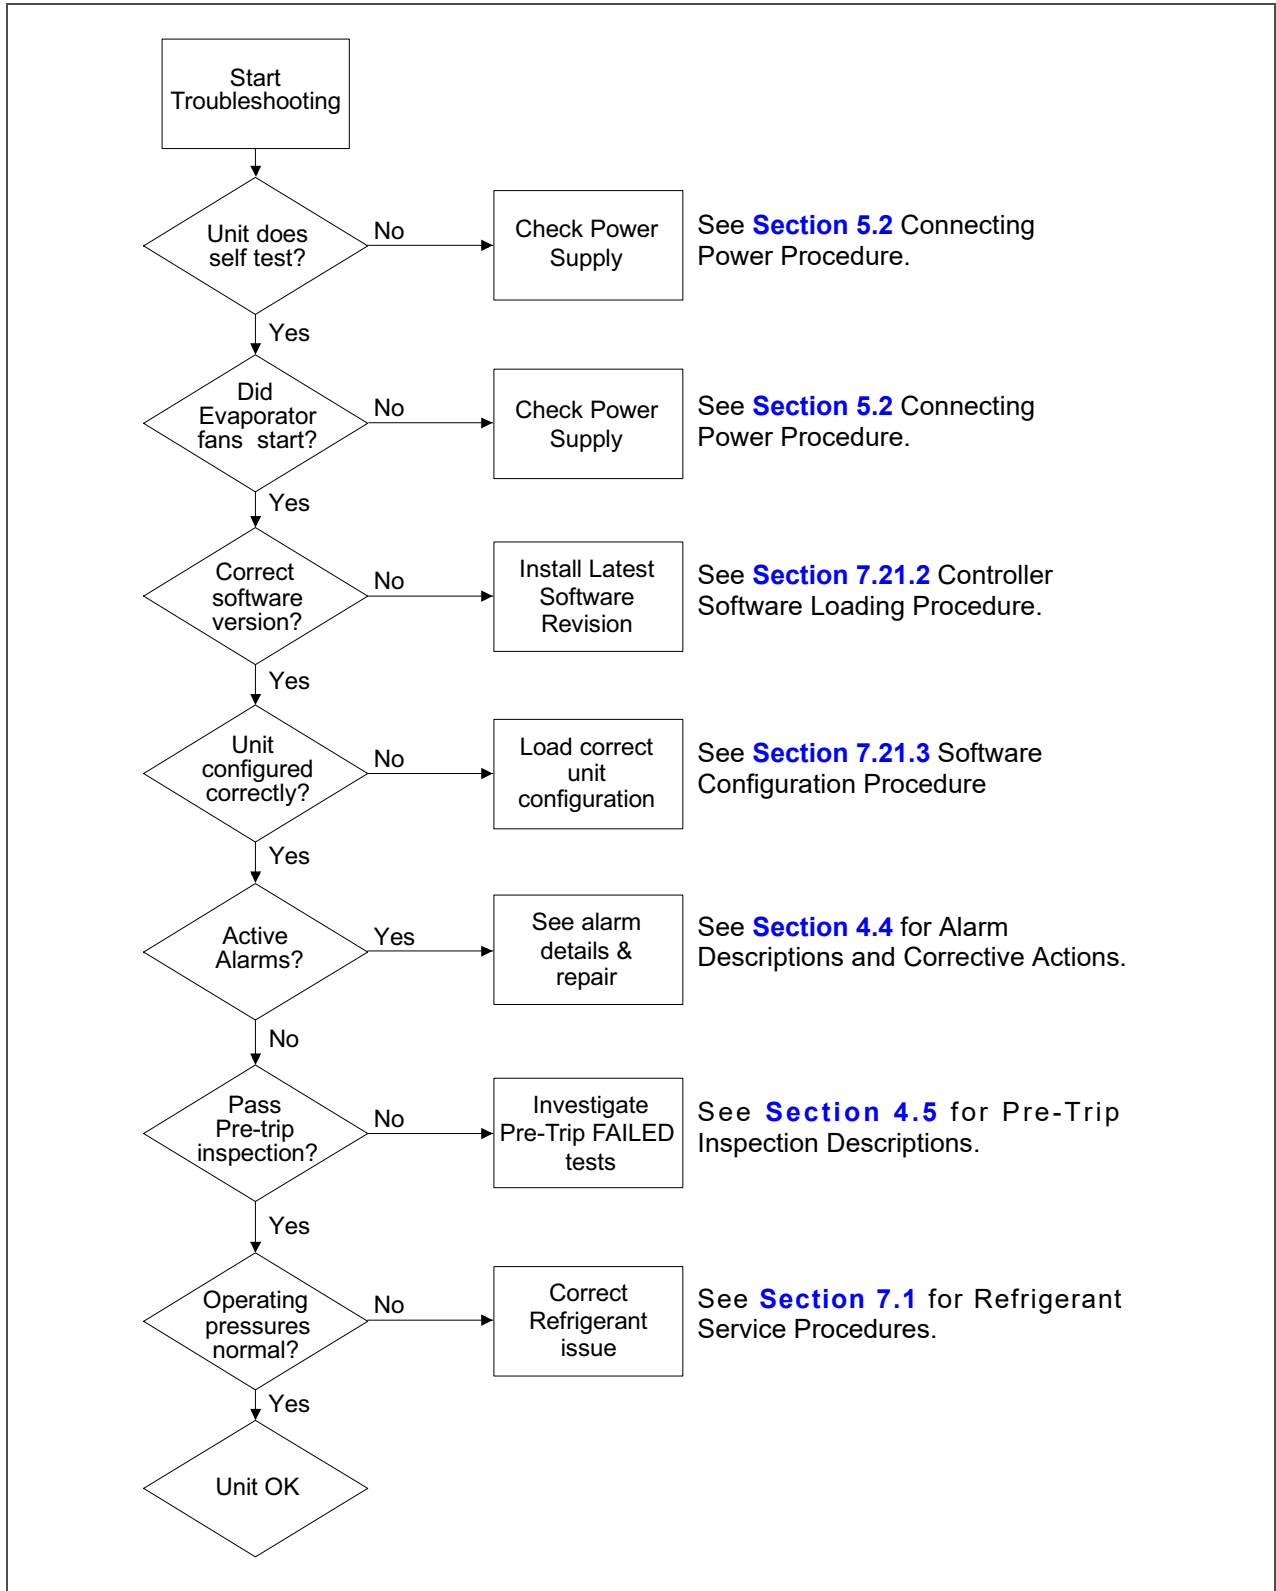 Start
Troubleshooting
Unit does
self test?
No
Check Power
Supply
See Section 5.2 Connecting
Power Procedure.
Yes
Did
Evaporator
fans start?
No
Check Power
Supply
See Section 5.2 Connecting
Power Procedure.
Yes
Correct
software
version?
No
Install Latest
Software
Revision
See Section 7.21.2 Controller
Software Loading Procedure.
Yes
Unit
configured
correctly?
No
Load correct
unit
configuration
See Section 7.21.3 Software
Configuration Procedure
Yes
Active
Alarms?
Yes
See alarm
details &
repair
See Section 4.4 for Alarm
Descriptions and Corrective Actions.
No
Pass
Pre-trip
inspection?
No
Investigate
Pre-Trip FAILED
tests
See Section 4.5 for Pre-Trip
Inspection Descriptions.
Yes
Operating
pressures
normal?
No
Correct
Refrigerant
issue
See Section 7.1 for Refrigerant
Service Procedures.
Yes
Unit OK